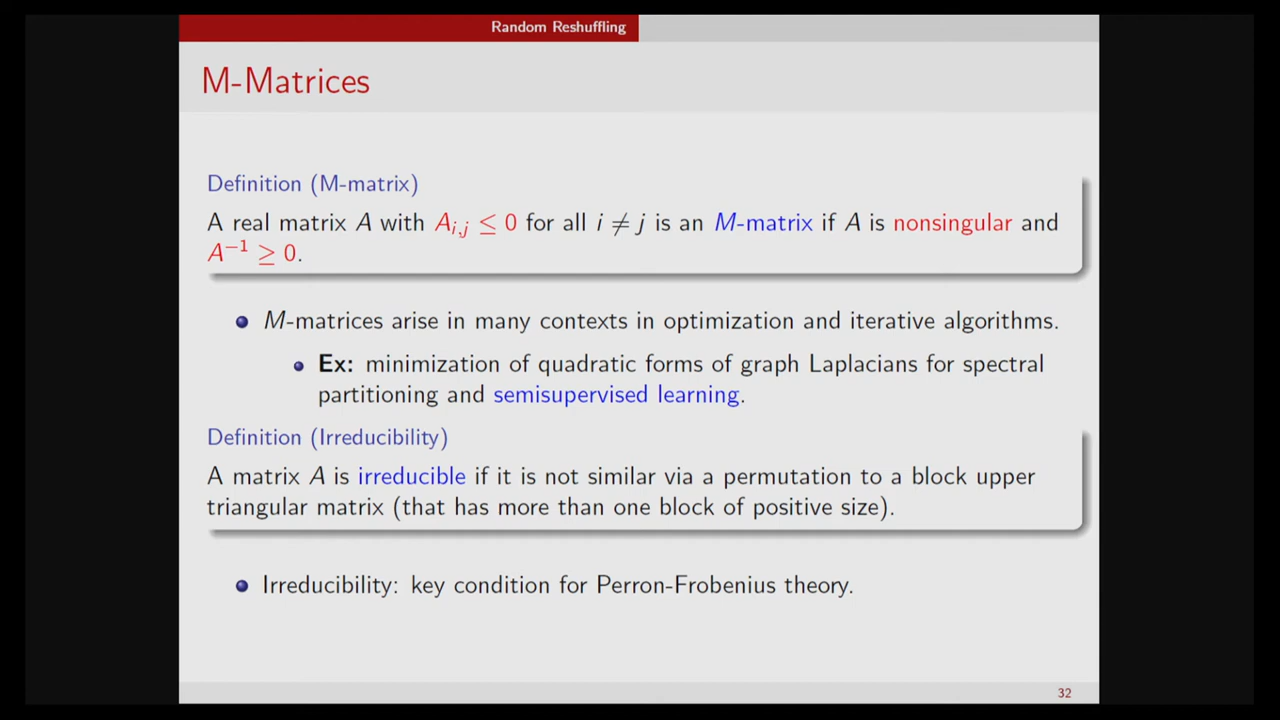 Random Reshuffling
M-Matrices
Definition (M-matrix)
A real matrix A with A_{i,j} ≤ 0 for all i ≠ j is an M-matrix if A is nonsingular and
A^{-1} ≥ 0.
M-matrices arise in many contexts in optimization and iterative algorithms.
Ex: minimization of quadratic forms of graph Laplacians for spectral
partitioning and semisupervised learning.
Definition (Irreducibility)
A matrix A is irreducible if it is not similar via a permutation to a block upper
triangular matrix (that has more than one block of positive size).
Irreducibility: key condition for Perron-Frobenius theory.
32